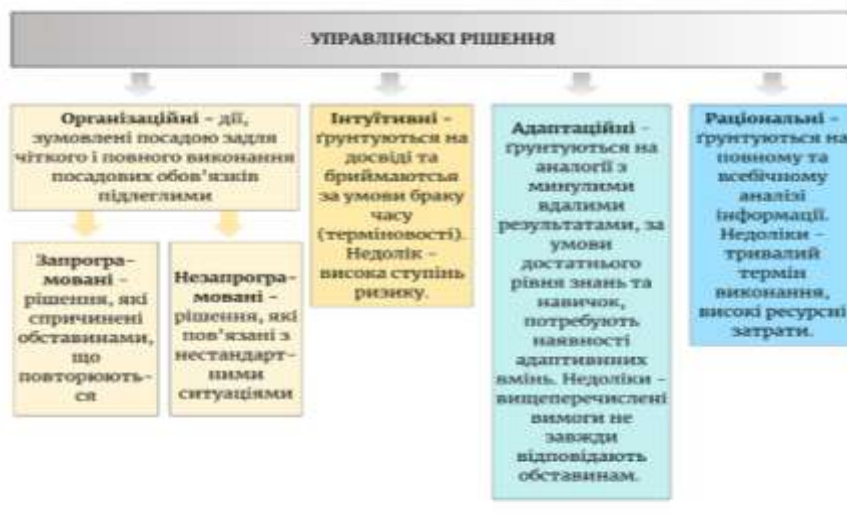 УПРАВЛІНСЬКІ РІШЕННЯ
Організаційні – дії,
зумовлені посадою задля
чіткого і повного виконання
посадових обов’язків
підлеглими
Запрогра-
мовані –
рішення, які
спричинені
обставинами,
що
повторюють-
ся
Незапрогра-
мовані –
рішення, які
пов’язані з
нестандарт-
ними
ситуаціями
Інтуїтивні –
ґрунтуються на
досвіді та
бриймаються
за умови браку
часу
(терміновості).
Недолік –
висока ступінь
ризику.
Адаптаційні –
ґрунтуються на
аналогії з
минулими
вдалими
результатами, за
умови
достатнього
рівня знань та
навичок,
потребують
наявності
адаптивнних
вмінь. Недоліки –
вищеперечислені
вимоги не
завжди
відповідають
обставинам.
Раціональні –
ґрунтуються на
повному та
всебічному
аналізі
інформації.
Недоліки –
тривалий
термін
виконання,
високі ресурсні
затрати.